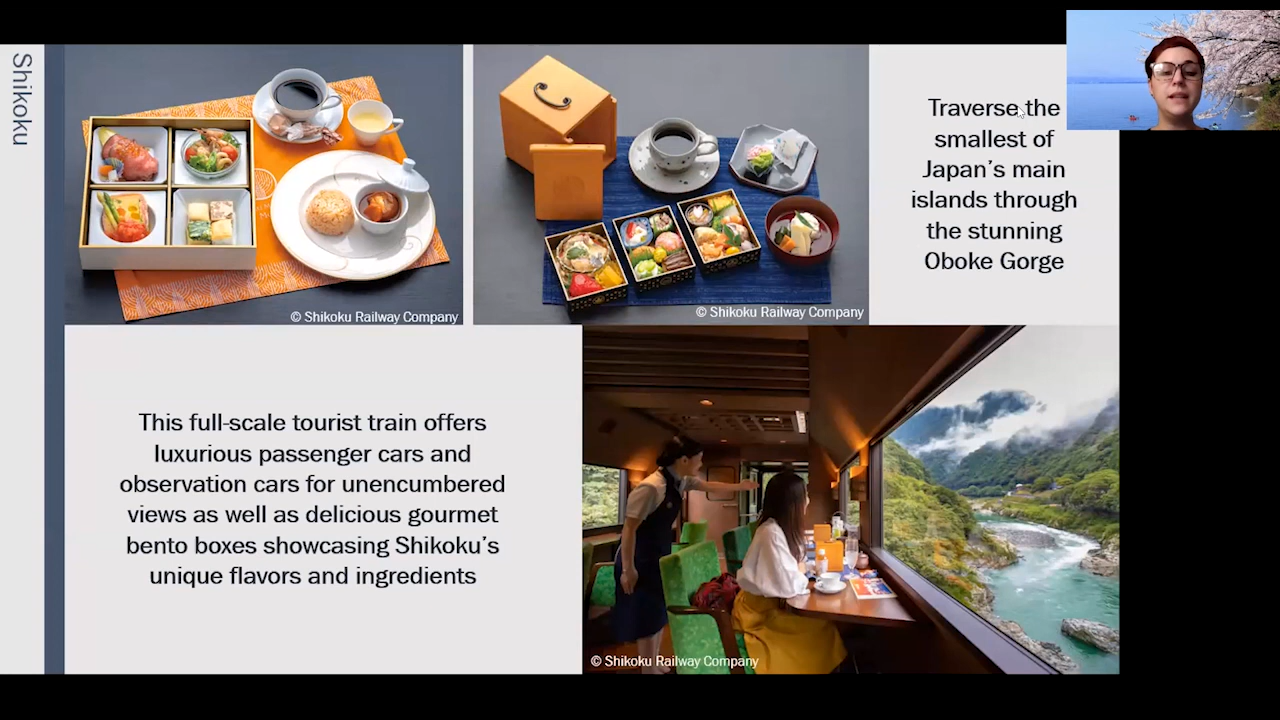 Shikoku
© Shikoku Railway Company
© Shikoku Railway Company
Traverse the
smallest of
Japan’s main
islands through
the stunning
Oboke Gorge
This full-scale tourist train offers
luxurious passenger cars and
observation cars for unencumbered
views as well as delicious gourmet
bento boxes showcasing Shikoku’s
unique flavors and ingredients
© Shikoku Railway Company